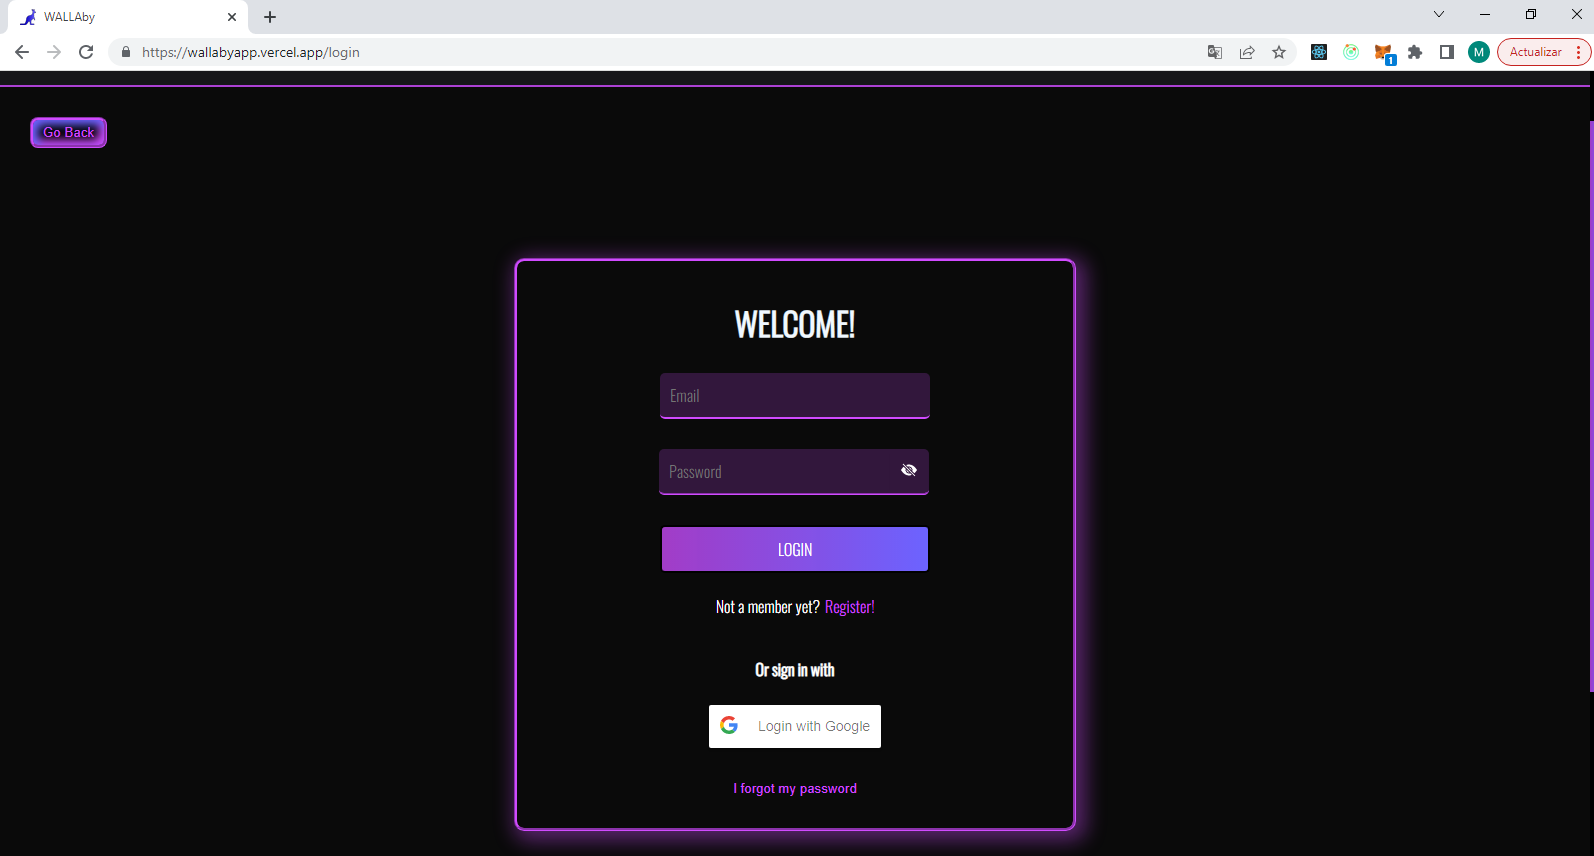 WALLAby
https://wallabyapp.vercel.app/login
1
M
Actualizar
Go Back
WELCOME!
Email
Password
LOGIN
Not a member yet? Register!
Or sign in with
Login with Google
I forgot my password